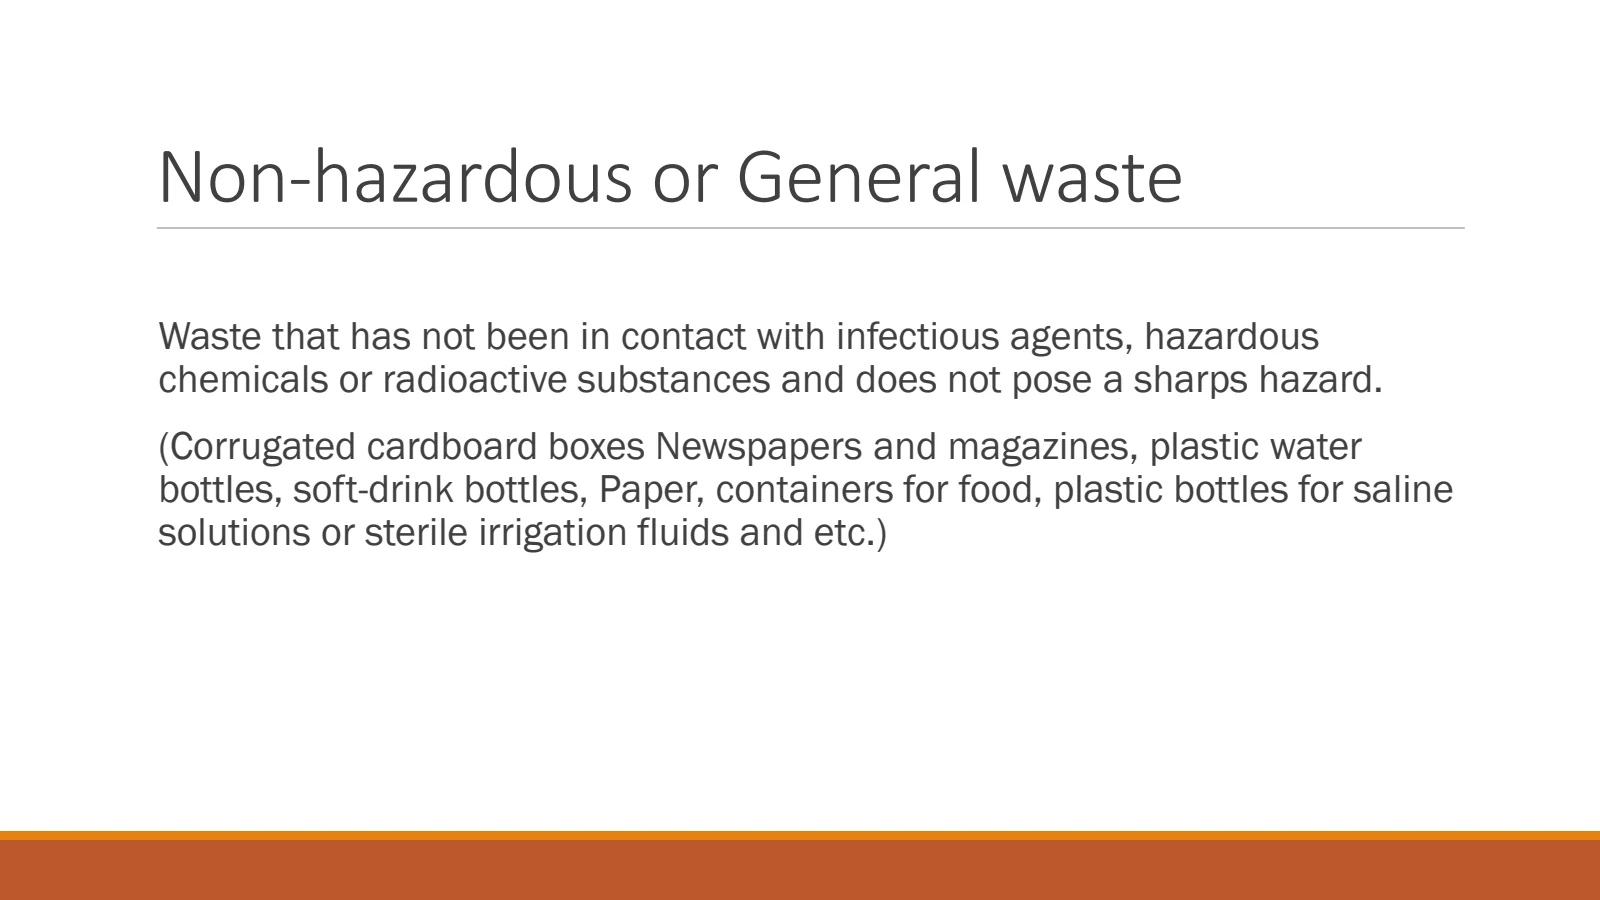 Non-hazardous or General waste
Waste that has not been in contact with infectious agents, hazardous
chemicals or radioactive substances and does not pose a sharps hazard.
(Corrugated cardboard boxes Newspapers and magazines, plastic water
bottles, soft-drink bottles, Paper, containers for food, plastic bottles for saline
solutions or sterile irrigation fluids and etc.)